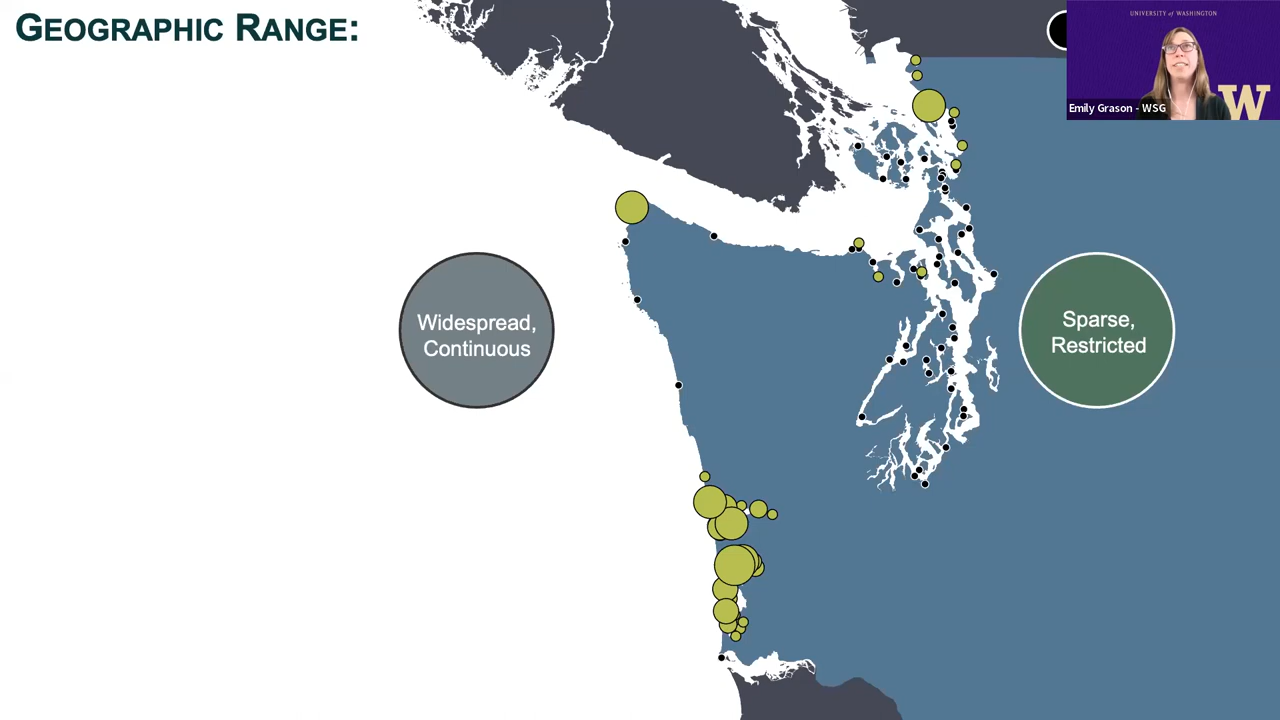 GEOGRAPHIC RANGE:
UNIVERSITY of WASHINGTON
W
Emily Grason - WSG
Widespread,
Continuous
Sparse,
Restricted